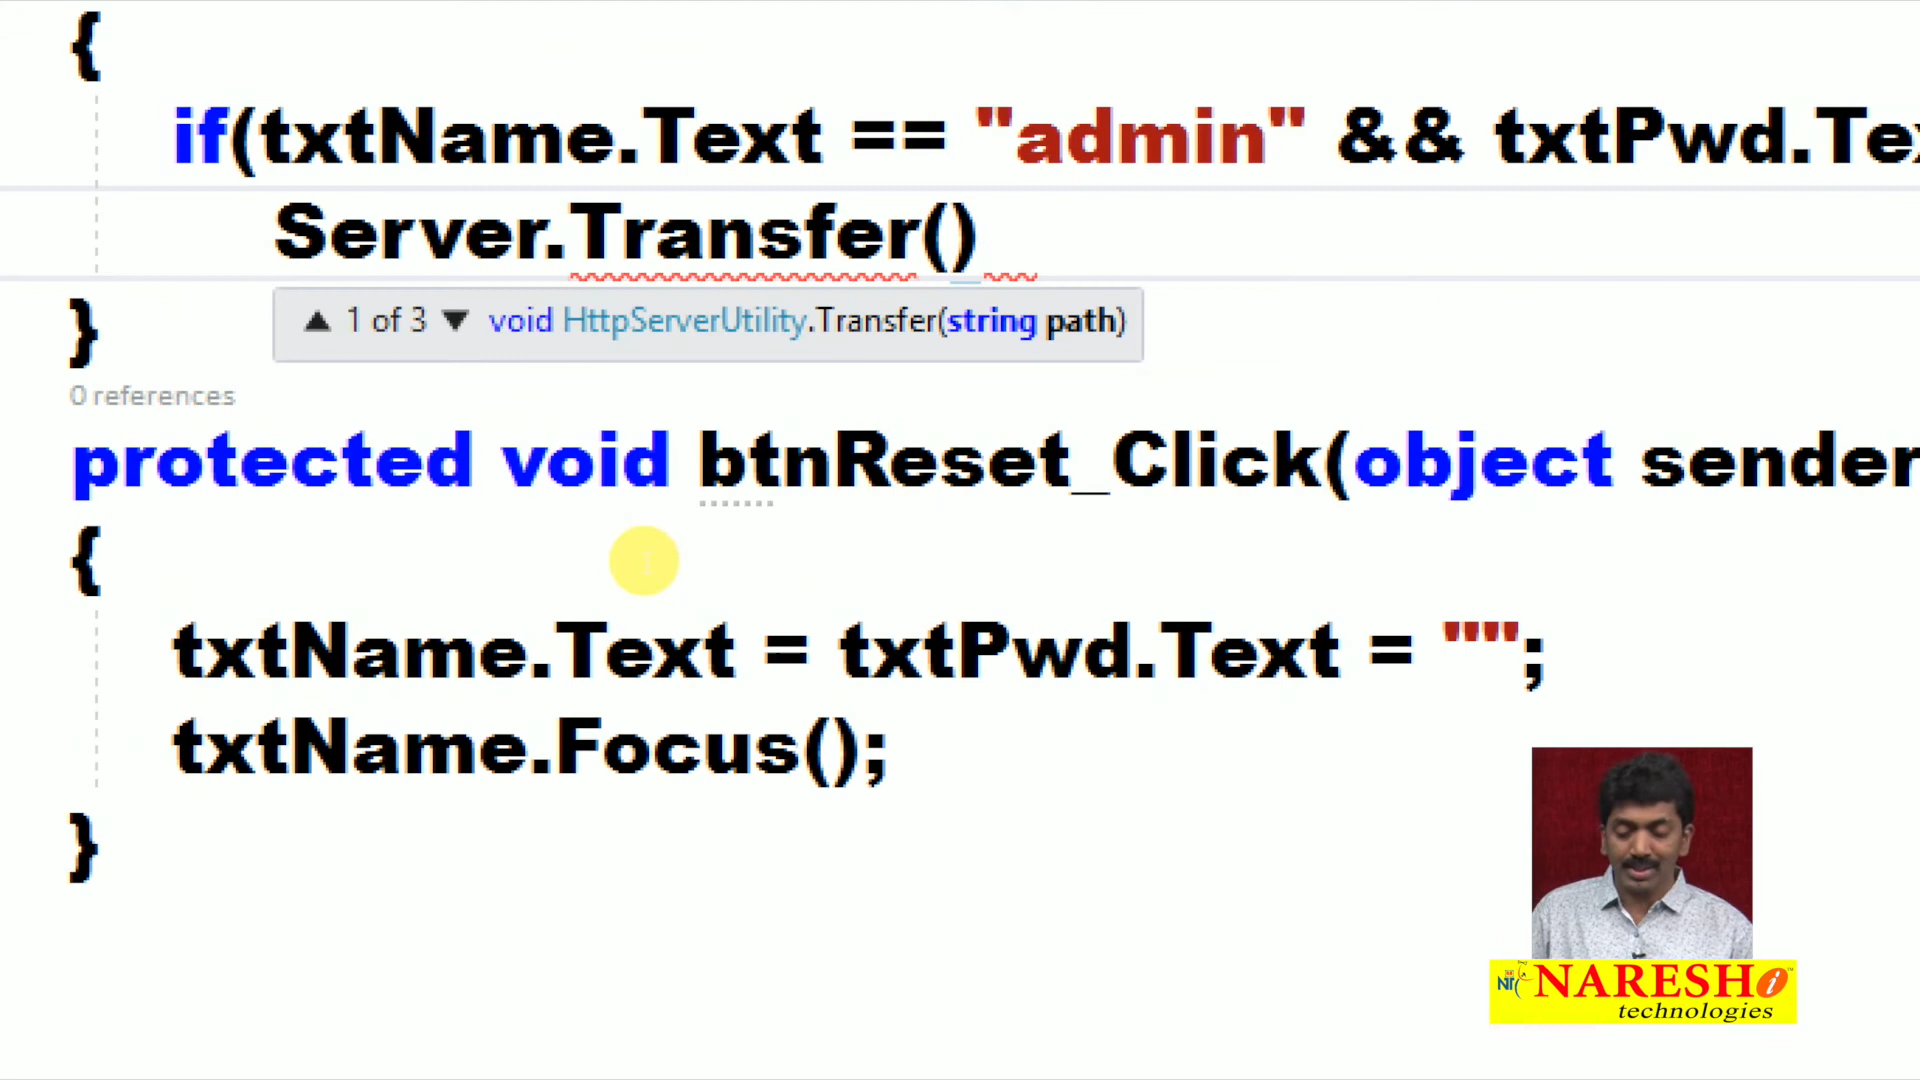 {
if(txtName.Text == "admin" && txtPwd.Te
Server.Transfer()
▲ 1 of 3 ▼ void HttpServerUtility.Transfer(string path)
}
0 references
protected void btnReset_Click(object sender
{
txtName.Text = txtPwd.Text = "";
txtName.Focus();
}
NARESH i
technologies